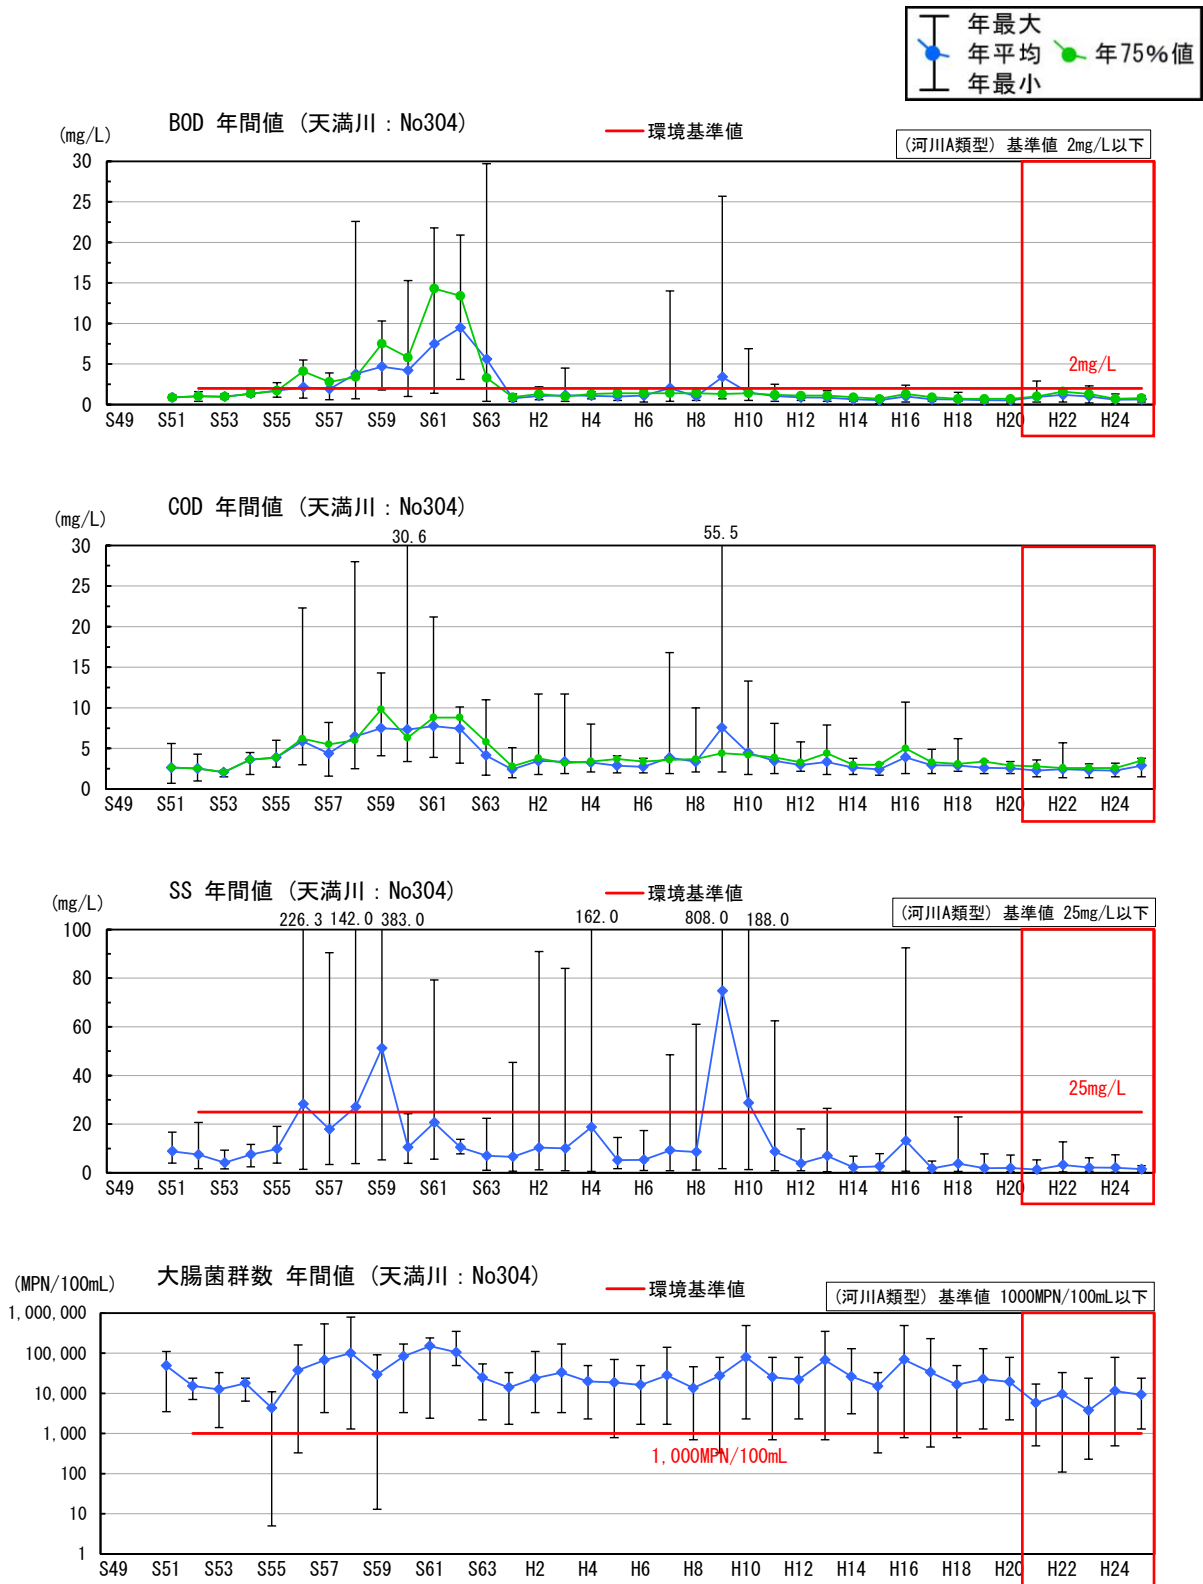 年最大
年平均 年75%値
年最小
BOD 年間値 (天満川：No304)
(mg/L)
環境基準値
(河川A類型) 基準値 2mg/L以下
30
25
20
15
10
5
0
2mg/L
S49 S51 S53 S55 S57 S59 S61 S63 H2 H4 H6 H8 H10 H12 H14 H16 H18 H20 H22 H24
COD 年間値 (天満川：No304)
(mg/L)
30.6 55.5
30
25
20
15
10
5
0
S49 S51 S53 S55 S57 S59 S61 S63 H2 H4 H6 H8 H10 H12 H14 H16 H18 H20 H22 H24
SS 年間値 (天満川：No304)
(mg/L)
環境基準値
(河川A類型) 基準値 25mg/L以下
226.3 142.0 383.0 162.0 808.0 188.0
100
80
60
40
20
0
25mg/L
S49 S51 S53 S55 S57 S59 S61 S63 H2 H4 H6 H8 H10 H12 H14 H16 H18 H20 H22 H24
大腸菌群数 年間値 (天満川：No304)
(MPN/100mL)
環境基準値
(河川A類型) 基準値 1000MPN/100mL以下
1,000,000
100,000
10,000
1,000
100
10
1
1,000MPN/100mL
S49 S51 S53 S55 S57 S59 S61 S63 H2 H4 H6 H8 H10 H12 H14 H16 H18 H20 H22 H24